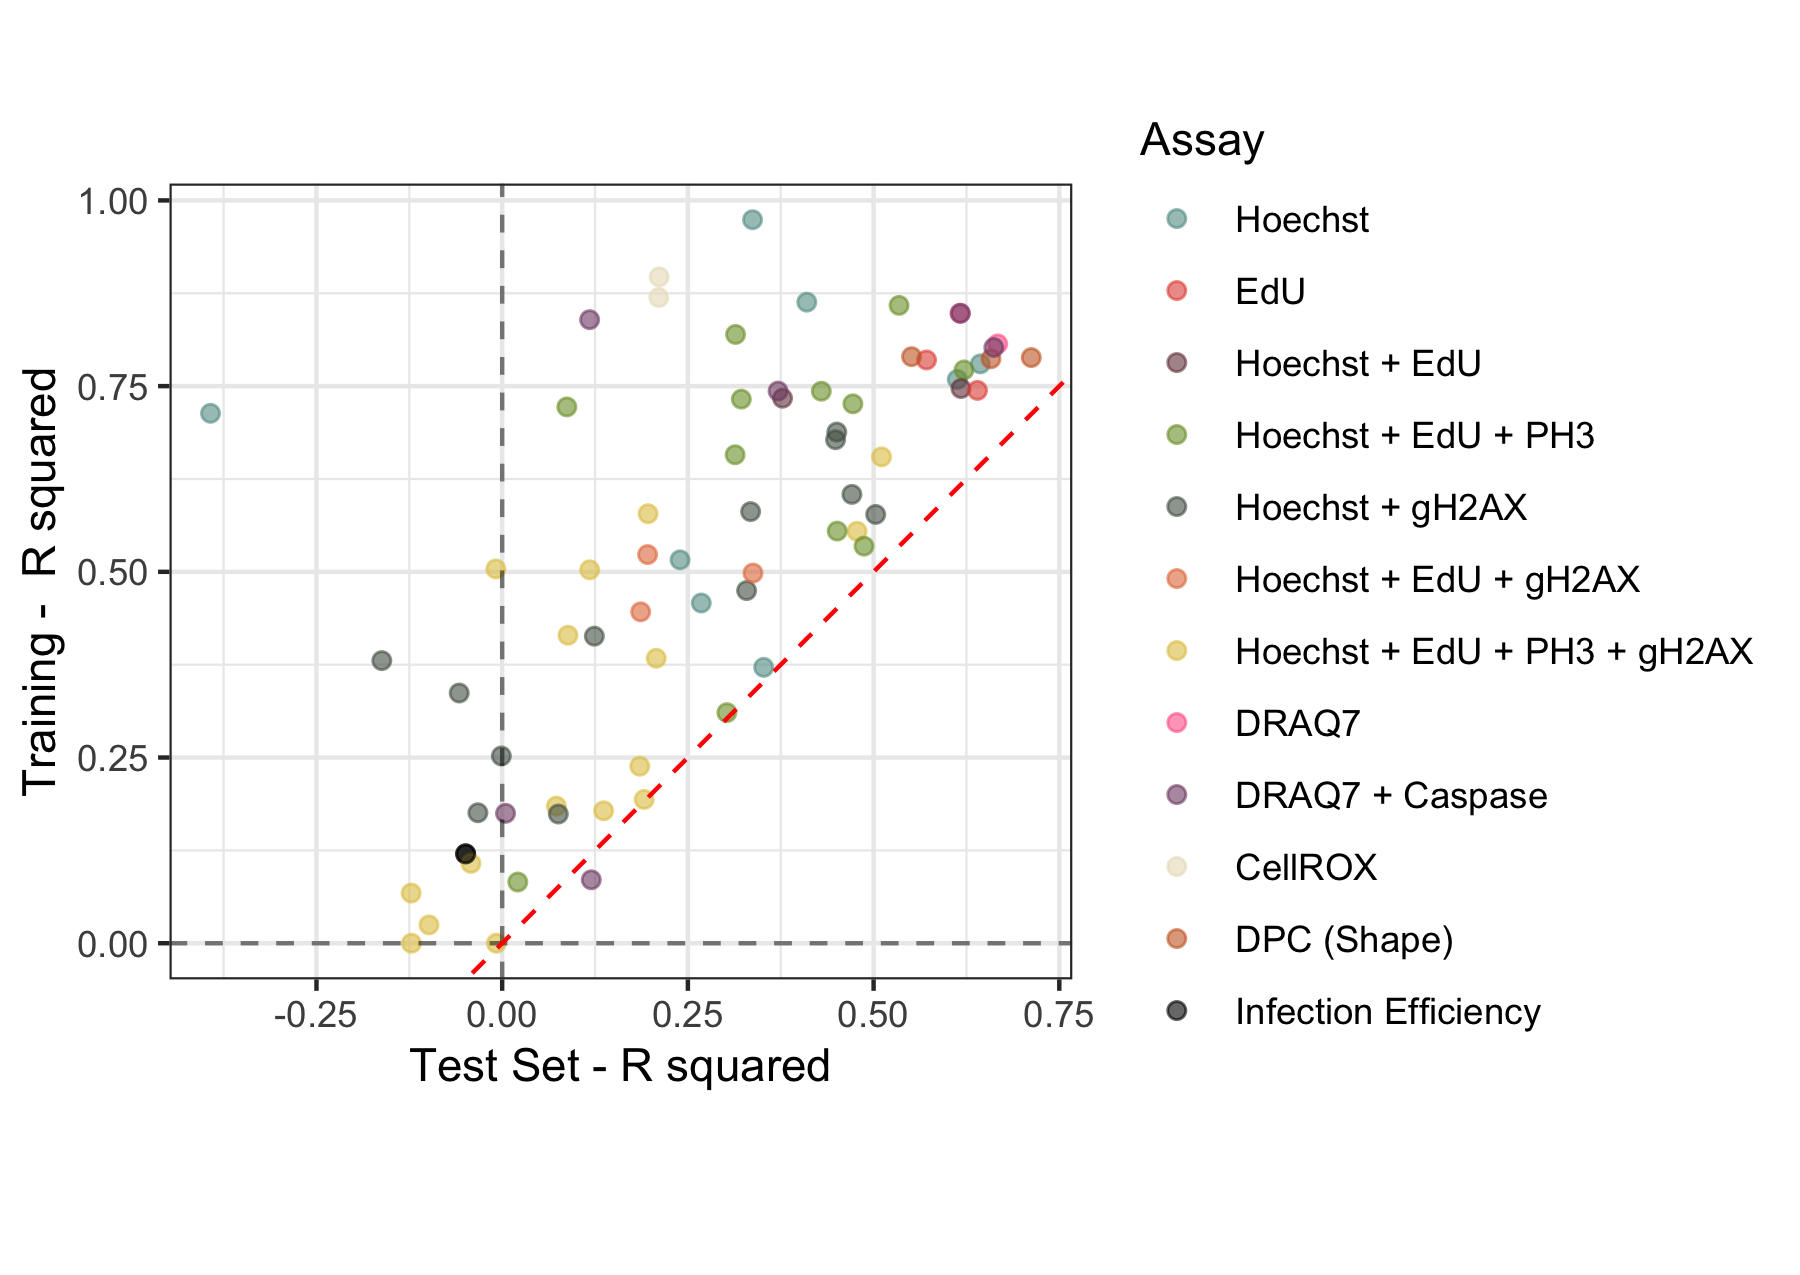 Assay
1.00
0.75
0.50
0.25
0.00
Training - R squared
-0.25
0.00
0.25
0.50
0.75
Test Set - R squared
Hoechst
EdU
Hoechst + EdU
Hoechst + EdU + PH3
Hoechst + gH2AX
Hoechst + EdU + gH2AX
Hoechst + EdU + PH3 + gH2AX
DRAQ7
DRAQ7 + Caspase
CellROX
DPC (Shape)
Infection Efficiency